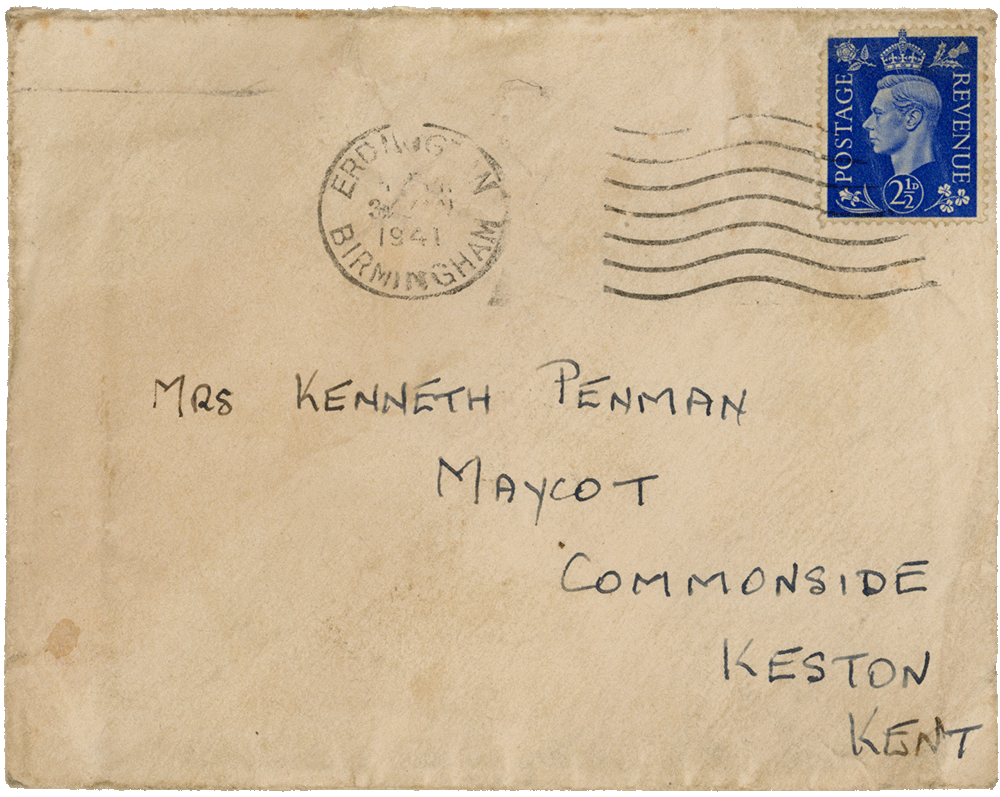 POSTAGE
REVENUE
2½D
ERDINGTON
1941
BIRMINGHAM
MRS KENNETH PENMAN
MAYCOT
COMMONSIDE
KESTON
KENT